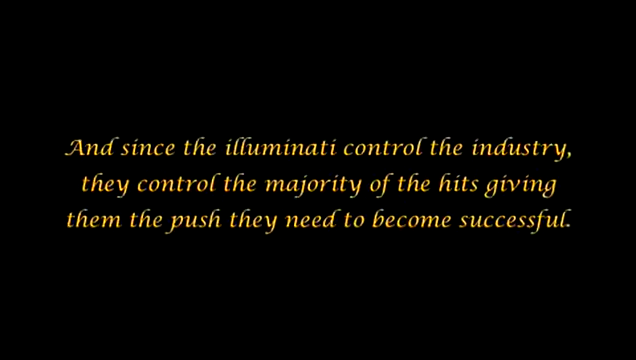 And since the illuminati control the industry,
they control the majority of the hits giving
them the push they need to become successful.